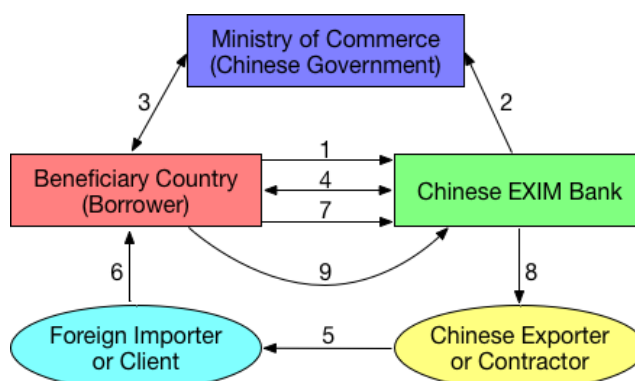 Ministry of Commerce
(Chinese Government)
3
2
1
Beneficiary Country
(Borrower)
4
Chinese EXIM Bank
7
6
9
8
Foreign Importer
or Client
5
Chinese Exporter
or Contractor